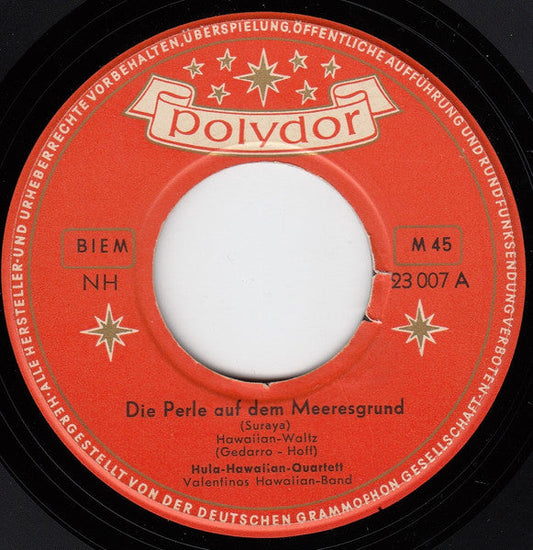 ALLE HERSTELLER-UND URHEBERRECHTE VORBEHALTEN, ÜBERSPIELUNG, ÖFFENTLICHE AUFFÜHRUNG UND RUNDFUNKSENDUNG VERBOTEN-
polydor
BIEM
M 45
NH
23 007 A
Die Perle auf dem Meeresgrund
(Suraya)
Hawaiian-Waltz
(Gedarro - Hoff)
Hula-Hawaiian-Quartett
Valentinos Hawaiian-Band
HERGESTELLT VON DER DEUTSCHEN GRAMMOPHON GESELLSCHAFT-